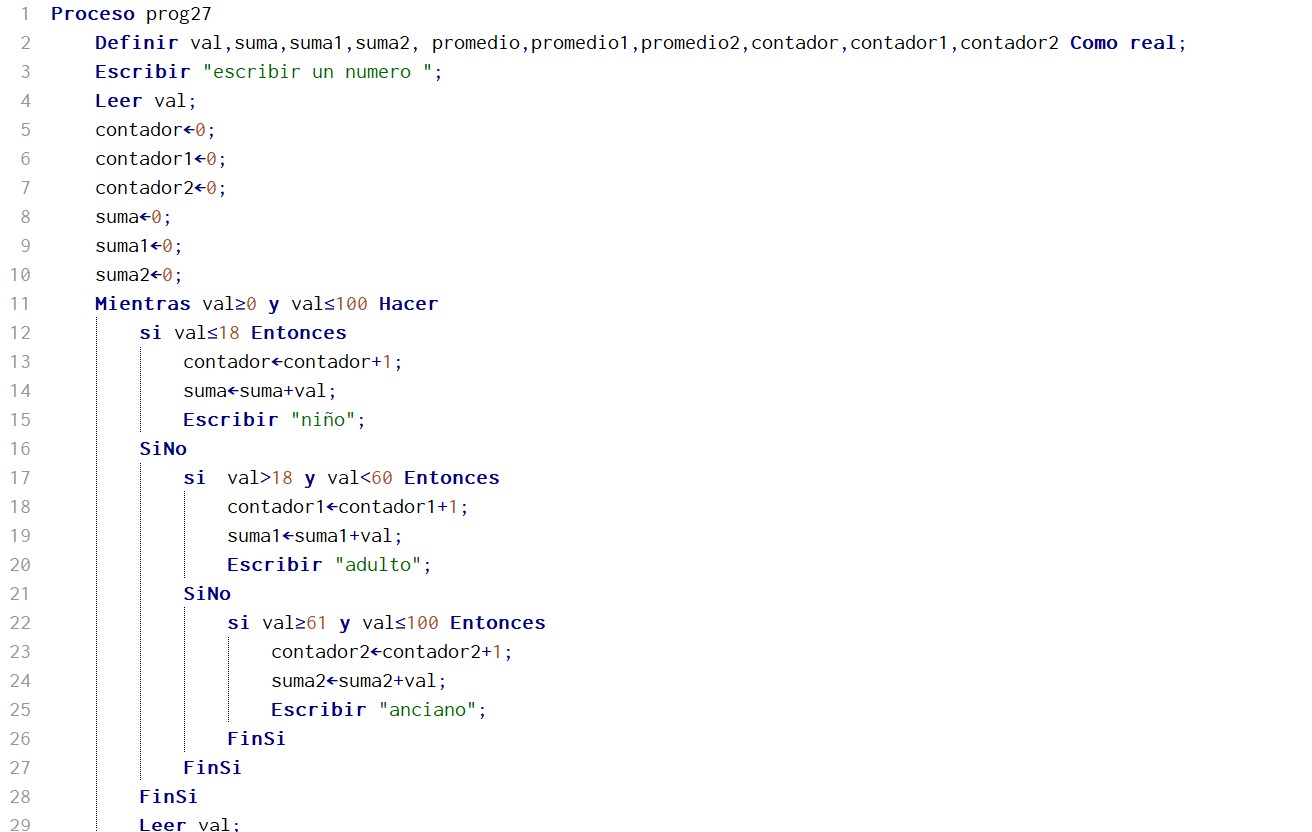 1 Proceso prog27
2 Definir val,suma,suma1,suma2, promedio,promedio1,promedio2,contador,contador1,contador2 Como real;
3 Escribir "escribir un numero ";
4 Leer val;
5 contador←0;
6 contador1←0;
7 contador2←0;
8 suma←0;
9 suma1←0;
10 suma2←0;
11 Mientras val≥0 y val≤100 Hacer
12 si val≤18 Entonces
13 contador←contador+1;
14 suma←suma+val;
15 Escribir "niño";
16 SiNo
17 si  val>18 y val<60 Entonces
18 contador1←contador1+1;
19 suma1←suma1+val;
20 Escribir "adulto";
21 SiNo
22 si val≥61 y val≤100 Entonces
23 contador2←contador2+1;
24 suma2←suma2+val;
25 Escribir "anciano";
26 FinSi
27 FinSi
28 FinSi
29 Leer val;